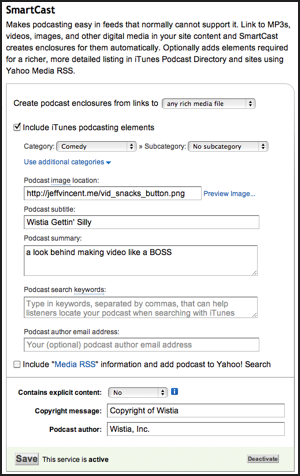 SmartCast
Makes podcasting easy in feeds that normally cannot support it. Link to MP3s,
videos, images, and other digital media in your site content and SmartCast
creates enclosures for them automatically. Optionally adds elements required
for a richer, more detailed listing in iTunes Podcast Directory and sites using
Yahoo Media RSS.
Create podcast enclosures from links to any rich media file
Include iTunes podcasting elements
Category: Comedy » Subcategory: No subcategory
Use additional categories
Podcast image location:
http://jeffvincent.me/vid_snacks_button.png Preview Image...
Podcast subtitle:
Wistia Gettin' Silly
Podcast summary:
a look behind making video like a BOSS
Podcast search keywords:
Type in keywords, separated by commas, that can help
listeners locate your podcast when searching with iTunes
Podcast author email address:
Your (optional) podcast author email address
Include "Media RSS" information and add podcast to Yahoo! Search
Contains explicit content: No i
Copyright message: Copyright of Wistia
Podcast author: Wistia, Inc.
Save This service is active Deactivate